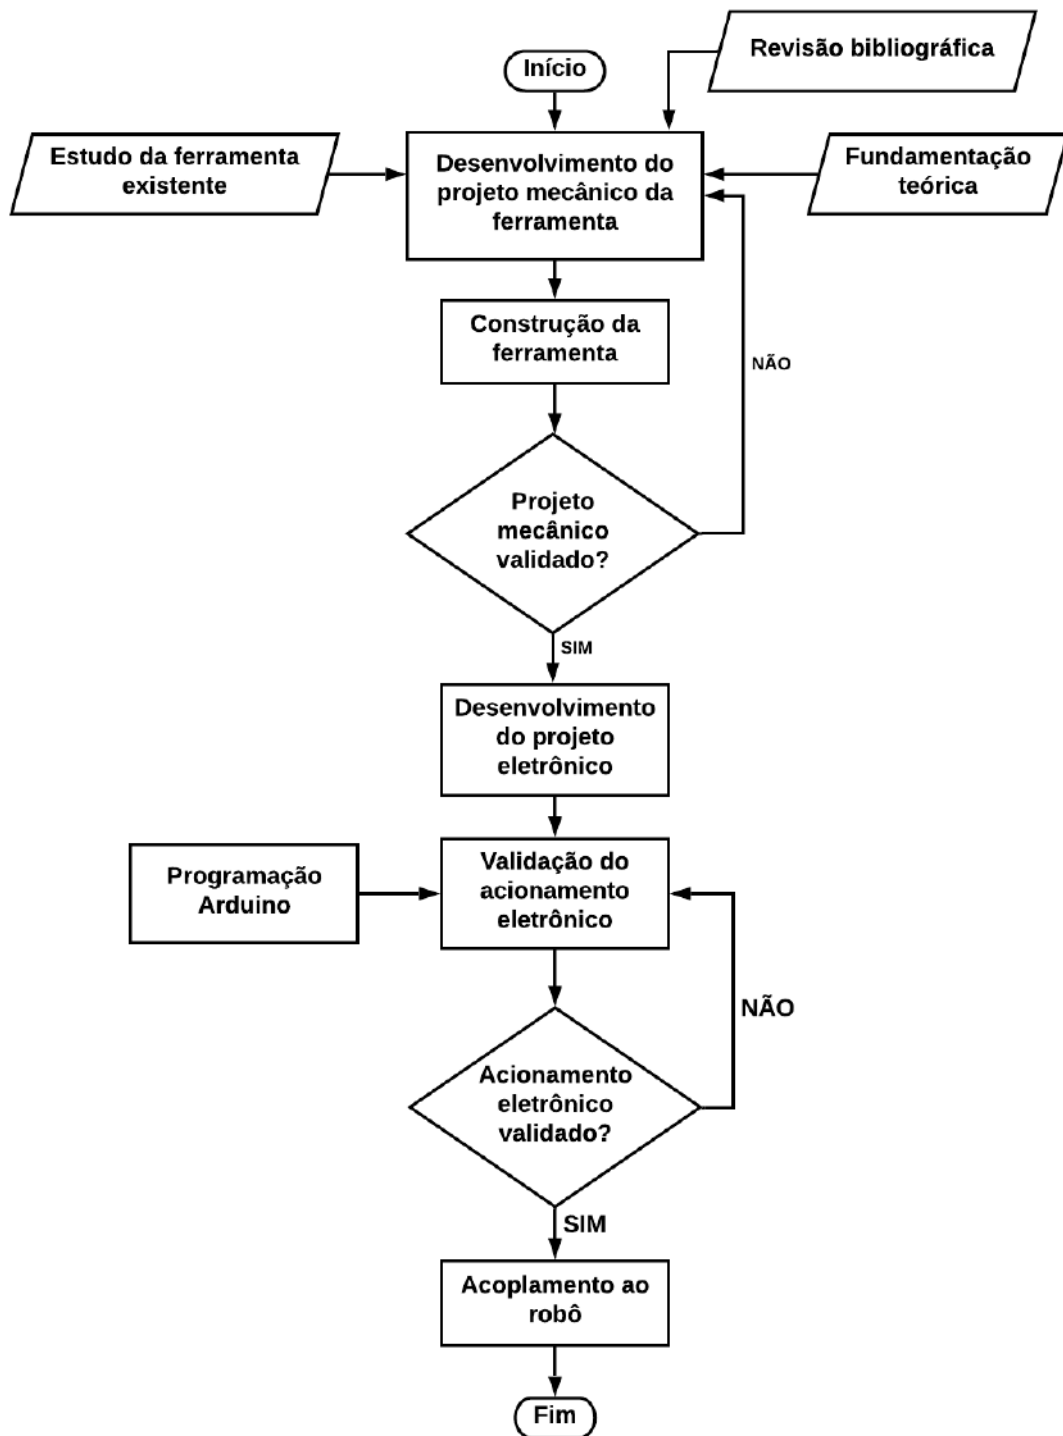 Revisão bibliográfica
Início
Estudo da ferramenta
existente
Desenvolvimento do
projeto mecânico da
ferramenta
Fundamentação
teórica
Construção da
ferramenta
NÃO
Projeto
mecânico
validado?
SIM
Desenvolvimento
do projeto
eletrônico
Programação
Arduino
Validação do
acionamento
eletrônico
NÃO
Acionamento
eletrônico
validado?
SIM
Acoplamento ao
robô
Fim